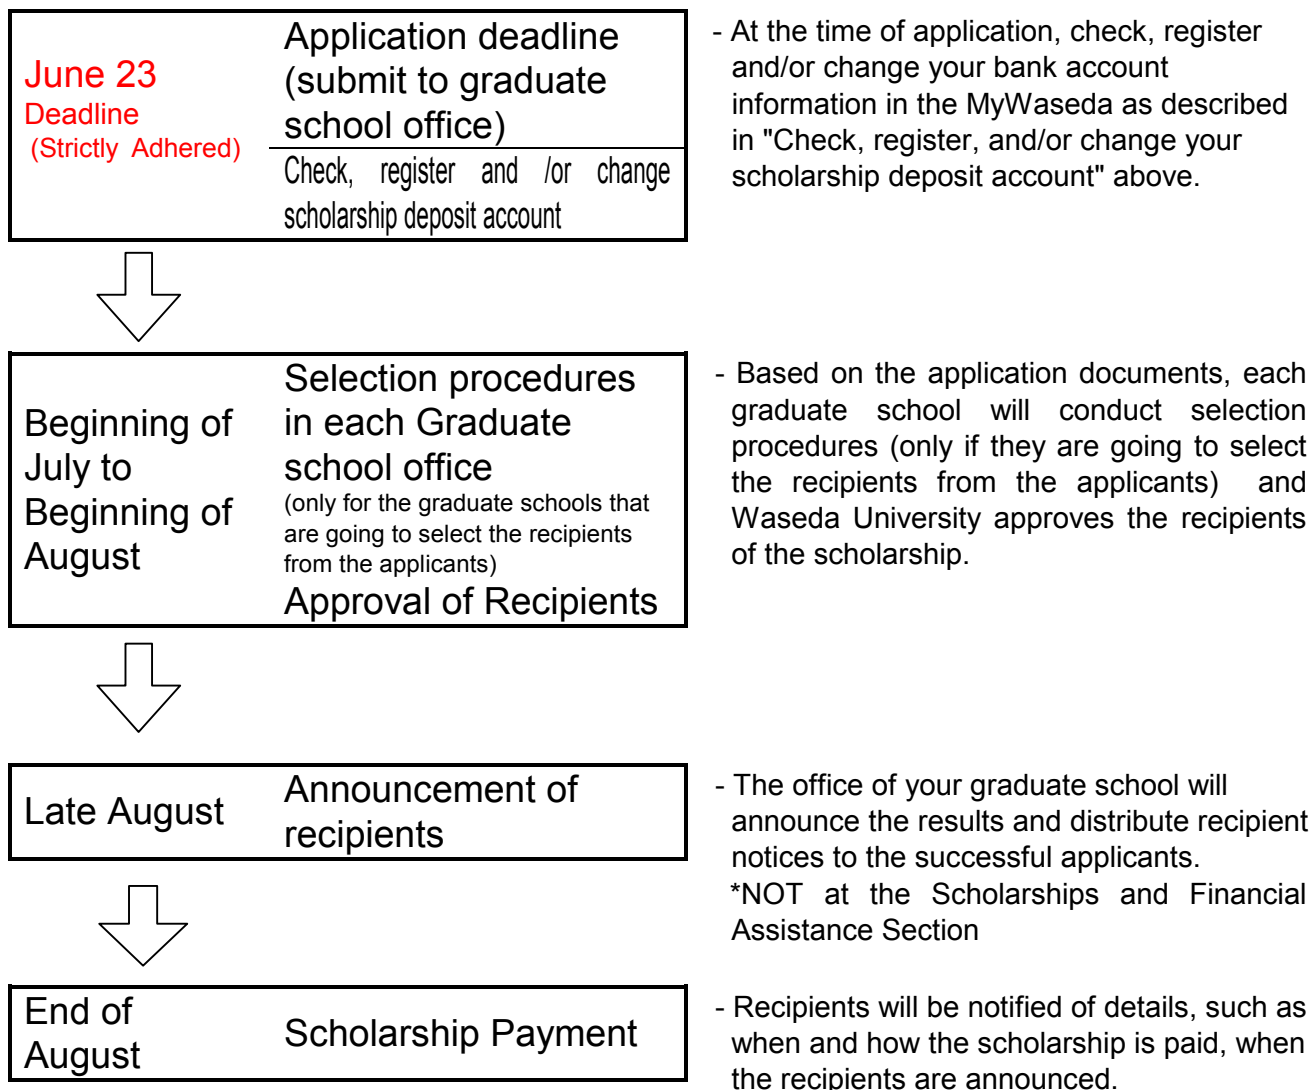 June 23
Deadline
(Strictly Adhered)
Application deadline
(submit to graduate
school office)
Check, register and /or change
scholarship deposit account
- At the time of application, check, register
and/or change your bank account
information in the MyWaseda as described
in "Check, register, and/or change your
scholarship deposit account" above.
Beginning of
July to
Beginning of
August
Selection procedures
in each Graduate
school office
(only for the graduate schools that
are going to select the recipients
from the applicants)
Approval of Recipients
- Based on the application documents, each
graduate school will conduct selection
procedures (only if they are going to select
the recipients from the applicants) and
Waseda University approves the recipients
of the scholarship.
Late August
Announcement of
recipients
- The office of your graduate school will
announce the results and distribute recipient
notices to the successful applicants.
*NOT at the Scholarships and Financial
Assistance Section
End of
August
Scholarship Payment
- Recipients will be notified of details, such as
when and how the scholarship is paid, when
the recipients are announced.